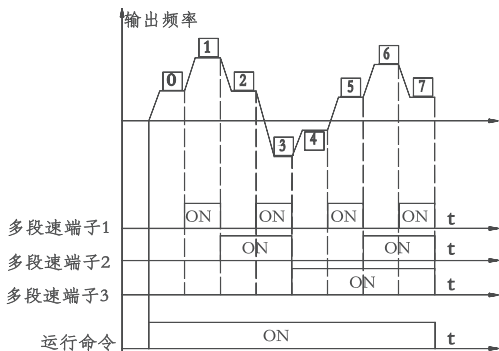 输出频率
1
6
0
2
5
7
3
4
ON ON ON ON t
多段速端子1
ON ON t
多段速端子2
ON t
多段速端子3
ON
运行命令 t